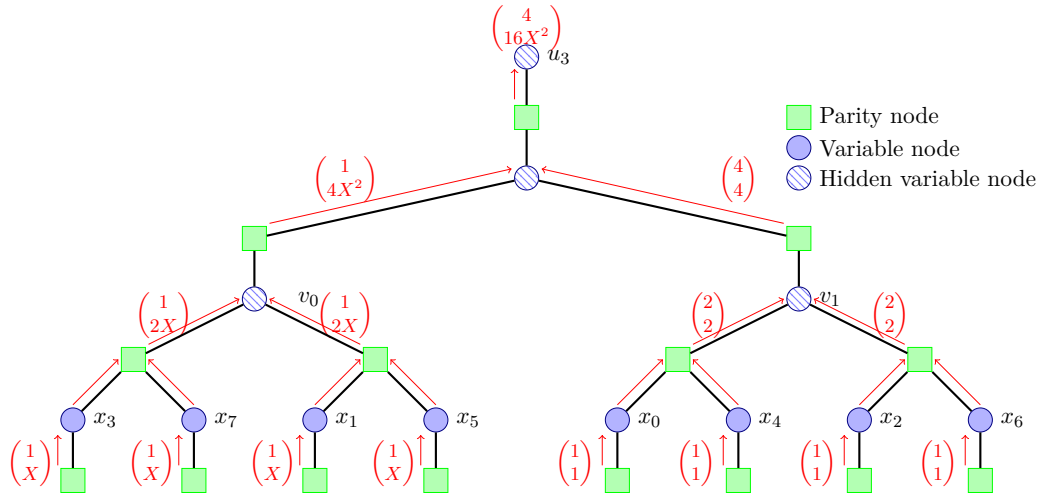 (4
16X²)
u₃
Parity node
Variable node
Hidden variable node
(1
4X²)
(4
4)
(1
2X)
v₀
(1
2X)
(2
2)
v₁
(2
2)
x₃
x₇
x₁
x₅
x₀
x₄
x₂
x₆
(1
X)
(1
X)
(1
X)
(1
X)
(1
1)
(1
1)
(1
1)
(1
1)